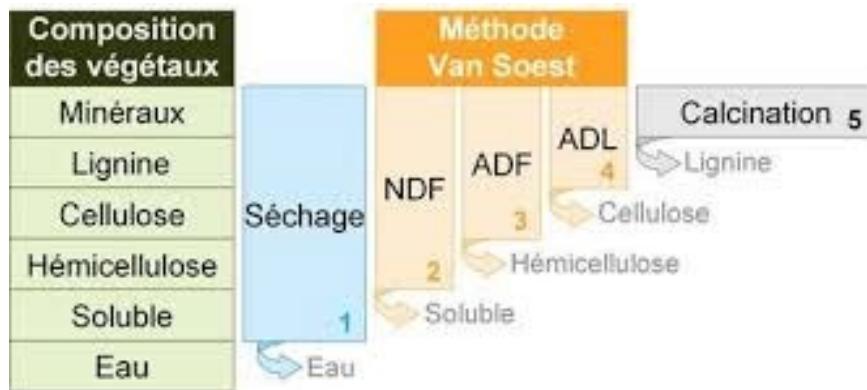 Composition
des végétaux
Méthode
Van Soest
Minéraux
Lignine
Cellulose
Hémicellulose
Soluble
Eau
Séchage
1
Eau
NDF
2
Soluble
ADF
3
Hémicellulose
ADL
4
Cellulose
Calcination 5
Lignine